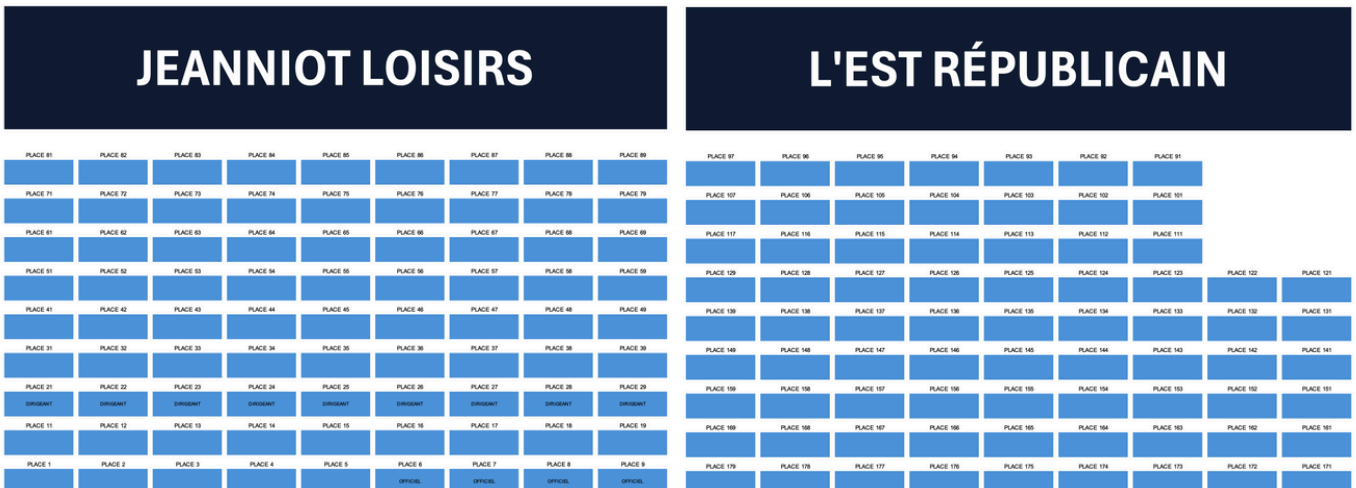 JEANNIOT LOISIRS
PLACE 81 PLACE 82 PLACE 83 PLACE 84 PLACE 85 PLACE 86 PLACE 87 PLACE 88 PLACE 89
PLACE 71 PLACE 72 PLACE 73 PLACE 74 PLACE 75 PLACE 76 PLACE 77 PLACE 78 PLACE 79
PLACE 61 PLACE 62 PLACE 63 PLACE 64 PLACE 65 PLACE 66 PLACE 67 PLACE 68 PLACE 69
PLACE 51 PLACE 52 PLACE 53 PLACE 54 PLACE 55 PLACE 56 PLACE 57 PLACE 58 PLACE 59
PLACE 41 PLACE 42 PLACE 43 PLACE 44 PLACE 45 PLACE 46 PLACE 47 PLACE 48 PLACE 49
PLACE 31 PLACE 32 PLACE 33 PLACE 34 PLACE 35 PLACE 36 PLACE 37 PLACE 38 PLACE 39
PLACE 21 PLACE 22 PLACE 23 PLACE 24 PLACE 25 PLACE 26 PLACE 27 PLACE 28 PLACE 29
DIRIGEANT DIRIGEANT DIRIGEANT DIRIGEANT DIRIGEANT DIRIGEANT DIRIGEANT DIRIGEANT DIRIGEANT
PLACE 11 PLACE 12 PLACE 13 PLACE 14 PLACE 15 PLACE 16 PLACE 17 PLACE 18 PLACE 19
PLACE 1 PLACE 2 PLACE 3 PLACE 4 PLACE 5 PLACE 6 PLACE 7 PLACE 8 PLACE 9
OFFICIEL OFFICIEL OFFICIEL OFFICIEL
L'EST RÉPUBLICAIN
PLACE 97 PLACE 96 PLACE 95 PLACE 94 PLACE 93 PLACE 92 PLACE 91
PLACE 107 PLACE 106 PLACE 105 PLACE 104 PLACE 103 PLACE 102 PLACE 101
PLACE 117 PLACE 116 PLACE 115 PLACE 114 PLACE 113 PLACE 112 PLACE 111
PLACE 129 PLACE 128 PLACE 127 PLACE 126 PLACE 125 PLACE 124 PLACE 123 PLACE 122 PLACE 121
PLACE 139 PLACE 138 PLACE 137 PLACE 136 PLACE 135 PLACE 134 PLACE 133 PLACE 132 PLACE 131
PLACE 149 PLACE 148 PLACE 147 PLACE 146 PLACE 145 PLACE 144 PLACE 143 PLACE 142 PLACE 141
PLACE 159 PLACE 158 PLACE 157 PLACE 156 PLACE 155 PLACE 154 PLACE 153 PLACE 152 PLACE 151
PLACE 169 PLACE 168 PLACE 167 PLACE 166 PLACE 165 PLACE 164 PLACE 163 PLACE 162 PLACE 161
PLACE 179 PLACE 178 PLACE 177 PLACE 176 PLACE 175 PLACE 174 PLACE 173 PLACE 172 PLACE 171